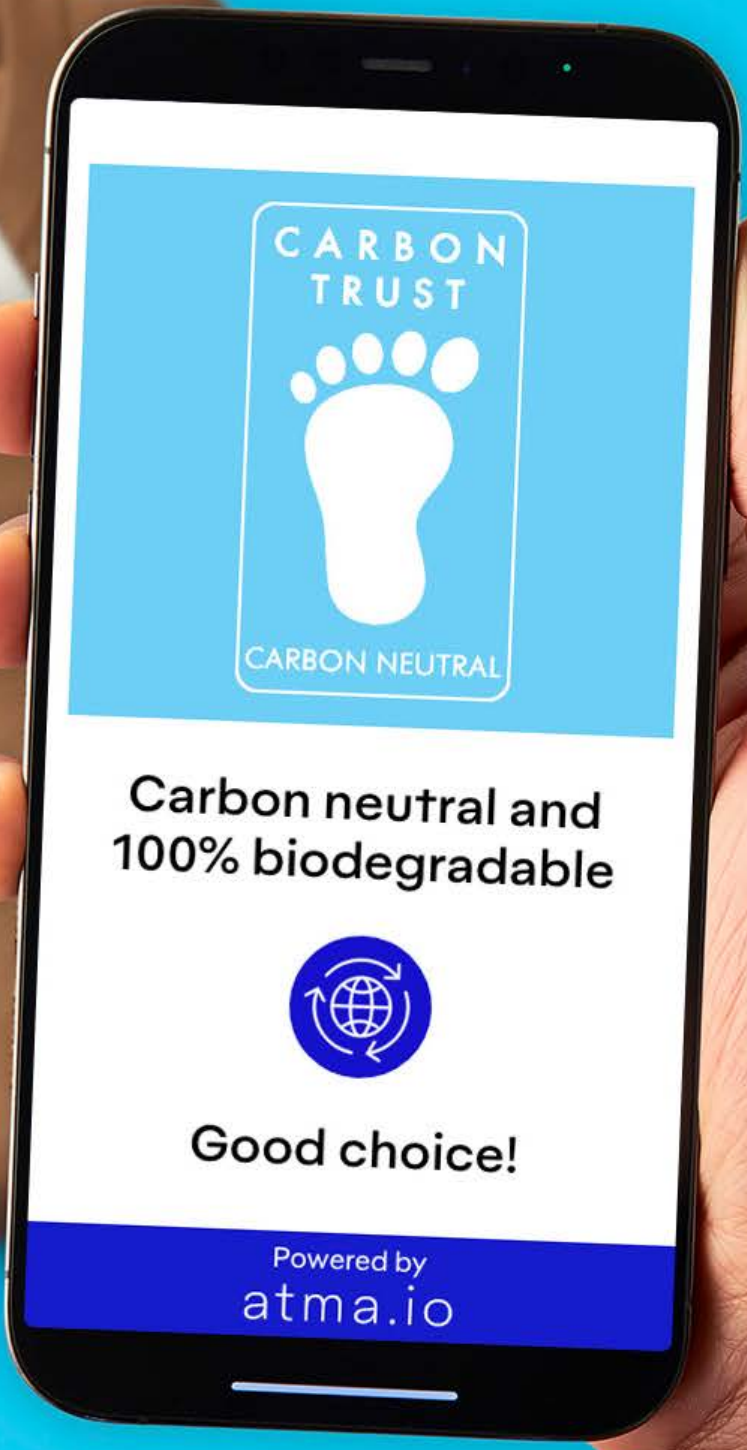 CARBON
TRUST
CARBON NEUTRAL
Carbon neutral and
100% biodegradable
Good choice!
Powered by
atma.io